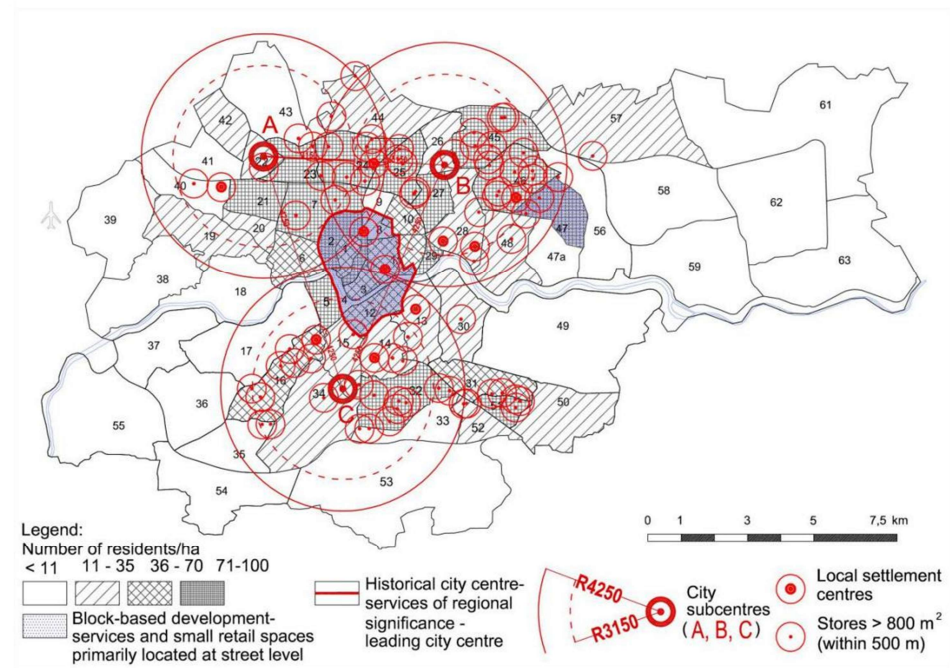 61
43
57
42
44
A
26
45
41
22
24
25
B
58
62
23
46
40
27
21
7
9
47
39
10
56
19
20
8
28
48
2
29
47a
6
1
59
63
38
3
18
5
4
12
13
30
49
37
17
15
14
16
31
36
34
32
51
50
C
33
52
55
35
53
54
0 1 3 5 7,5 km
Legend:
Number of residents/ha
< 11 11 - 35 36 - 70 71-100
Block-based development-
services and small retail spaces
primarily located at street level
Historical city centre-
services of regional
significance -
leading city centre
R4250
R3150
City
subcentres
(A, B, C)
Local settlement
centres
Stores > 800 m²
(within 500 m)